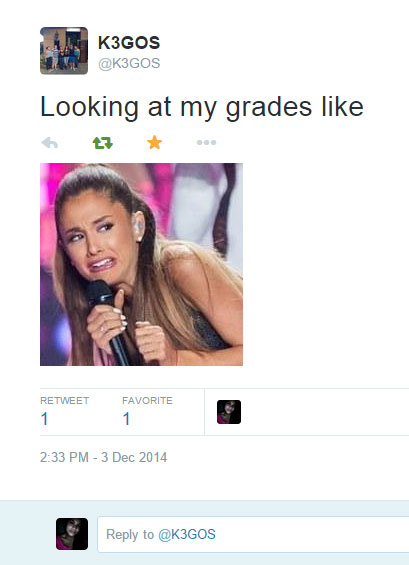 K3GOS
@K3GOS
Looking at my grades like
RETWEET FAVORITE
1 1
2:33 PM - 3 Dec 2014
Reply to @K3GOS